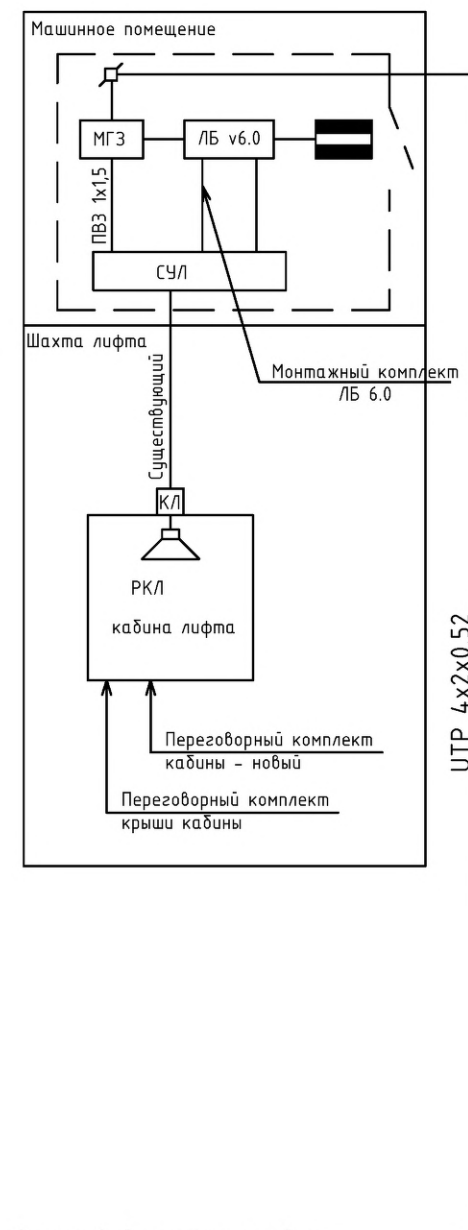 Машинное помещение
МГЗ
ЛБ v6.0
ПВЗ 1х1,5
СУЛ
Шахта лифта
Существующий
Монтажный комплект
ЛБ 6.0
КЛ
РКЛ
кабина лифта
UTP 4x2x0.52
Переговорный комплект
кабины - новый
Переговорный комплект
крыши кабины